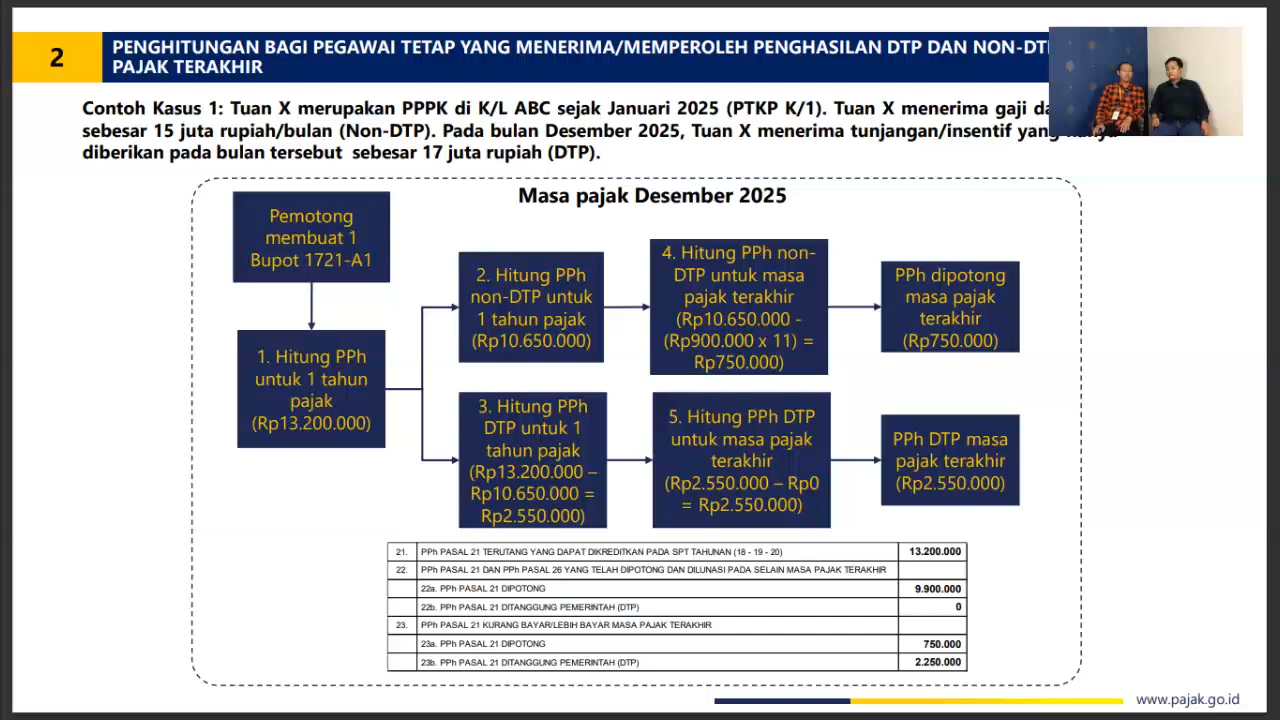 2
PENGHITUNGAN BAGI PEGAWAI TETAP YANG MENERIMA/MEMPEROLEH PENGHASILAN DTP DAN NON-DTP
PAJAK TERAKHIR
Contoh Kasus 1: Tuan X merupakan PPPK di K/L ABC sejak Januari 2025 (PTKP K/1). Tuan X menerima gaji
sebesar 15 juta rupiah/bulan (Non-DTP). Pada bulan Desember 2025, Tuan X menerima tunjangan/insentif yang
diberikan pada bulan tersebut sebesar 17 juta rupiah (DTP).
Masa pajak Desember 2025
Pemotong
membuat 1
Bupot 1721-A1
1. Hitung PPh
untuk 1 tahun
pajak
(Rp13.200.000)
2. Hitung PPh
non-DTP untuk
1 tahun pajak
(Rp10.650.000)
4. Hitung PPh non-
DTP untuk masa
pajak terakhir
(Rp10.650.000 -
(Rp900.000 x 11) =
Rp750.000)
PPh dipotong
masa pajak
terakhir
(Rp750.000)
3. Hitung PPh
DTP untuk 1
tahun pajak
(Rp13.200.000 –
Rp10.650.000 =
Rp2.550.000)
5. Hitung PPh DTP
untuk masa pajak
terakhir
(Rp2.550.000 – Rp0
= Rp2.550.000)
PPh DTP masa
pajak terakhir
(Rp2.550.000)
21. PPh PASAL 21 TERUTANG YANG DAPAT DIKREDITKAN PADA SPT TAHUNAN (18 - 19 - 20) 13.200.000
22. PPh PASAL 21 DAN PPh PASAL 26 YANG TELAH DIPOTONG DAN DILUNASI PADA SELAIN MASA PAJAK TERAKHIR
22a. PPh PASAL 21 DIPOTONG 9.900.000
22b. PPh PASAL 21 DITANGGUNG PEMERINTAH (DTP) 0
23. PPh PASAL 21 KURANG BAYAR/LEBIH BAYAR MASA PAJAK TERAKHIR
23a. PPh PASAL 21 DIPOTONG 750.000
23b. PPh PASAL 21 DITANGGUNG PEMERINTAH (DTP) 2.250.000
www.pajak.go.id